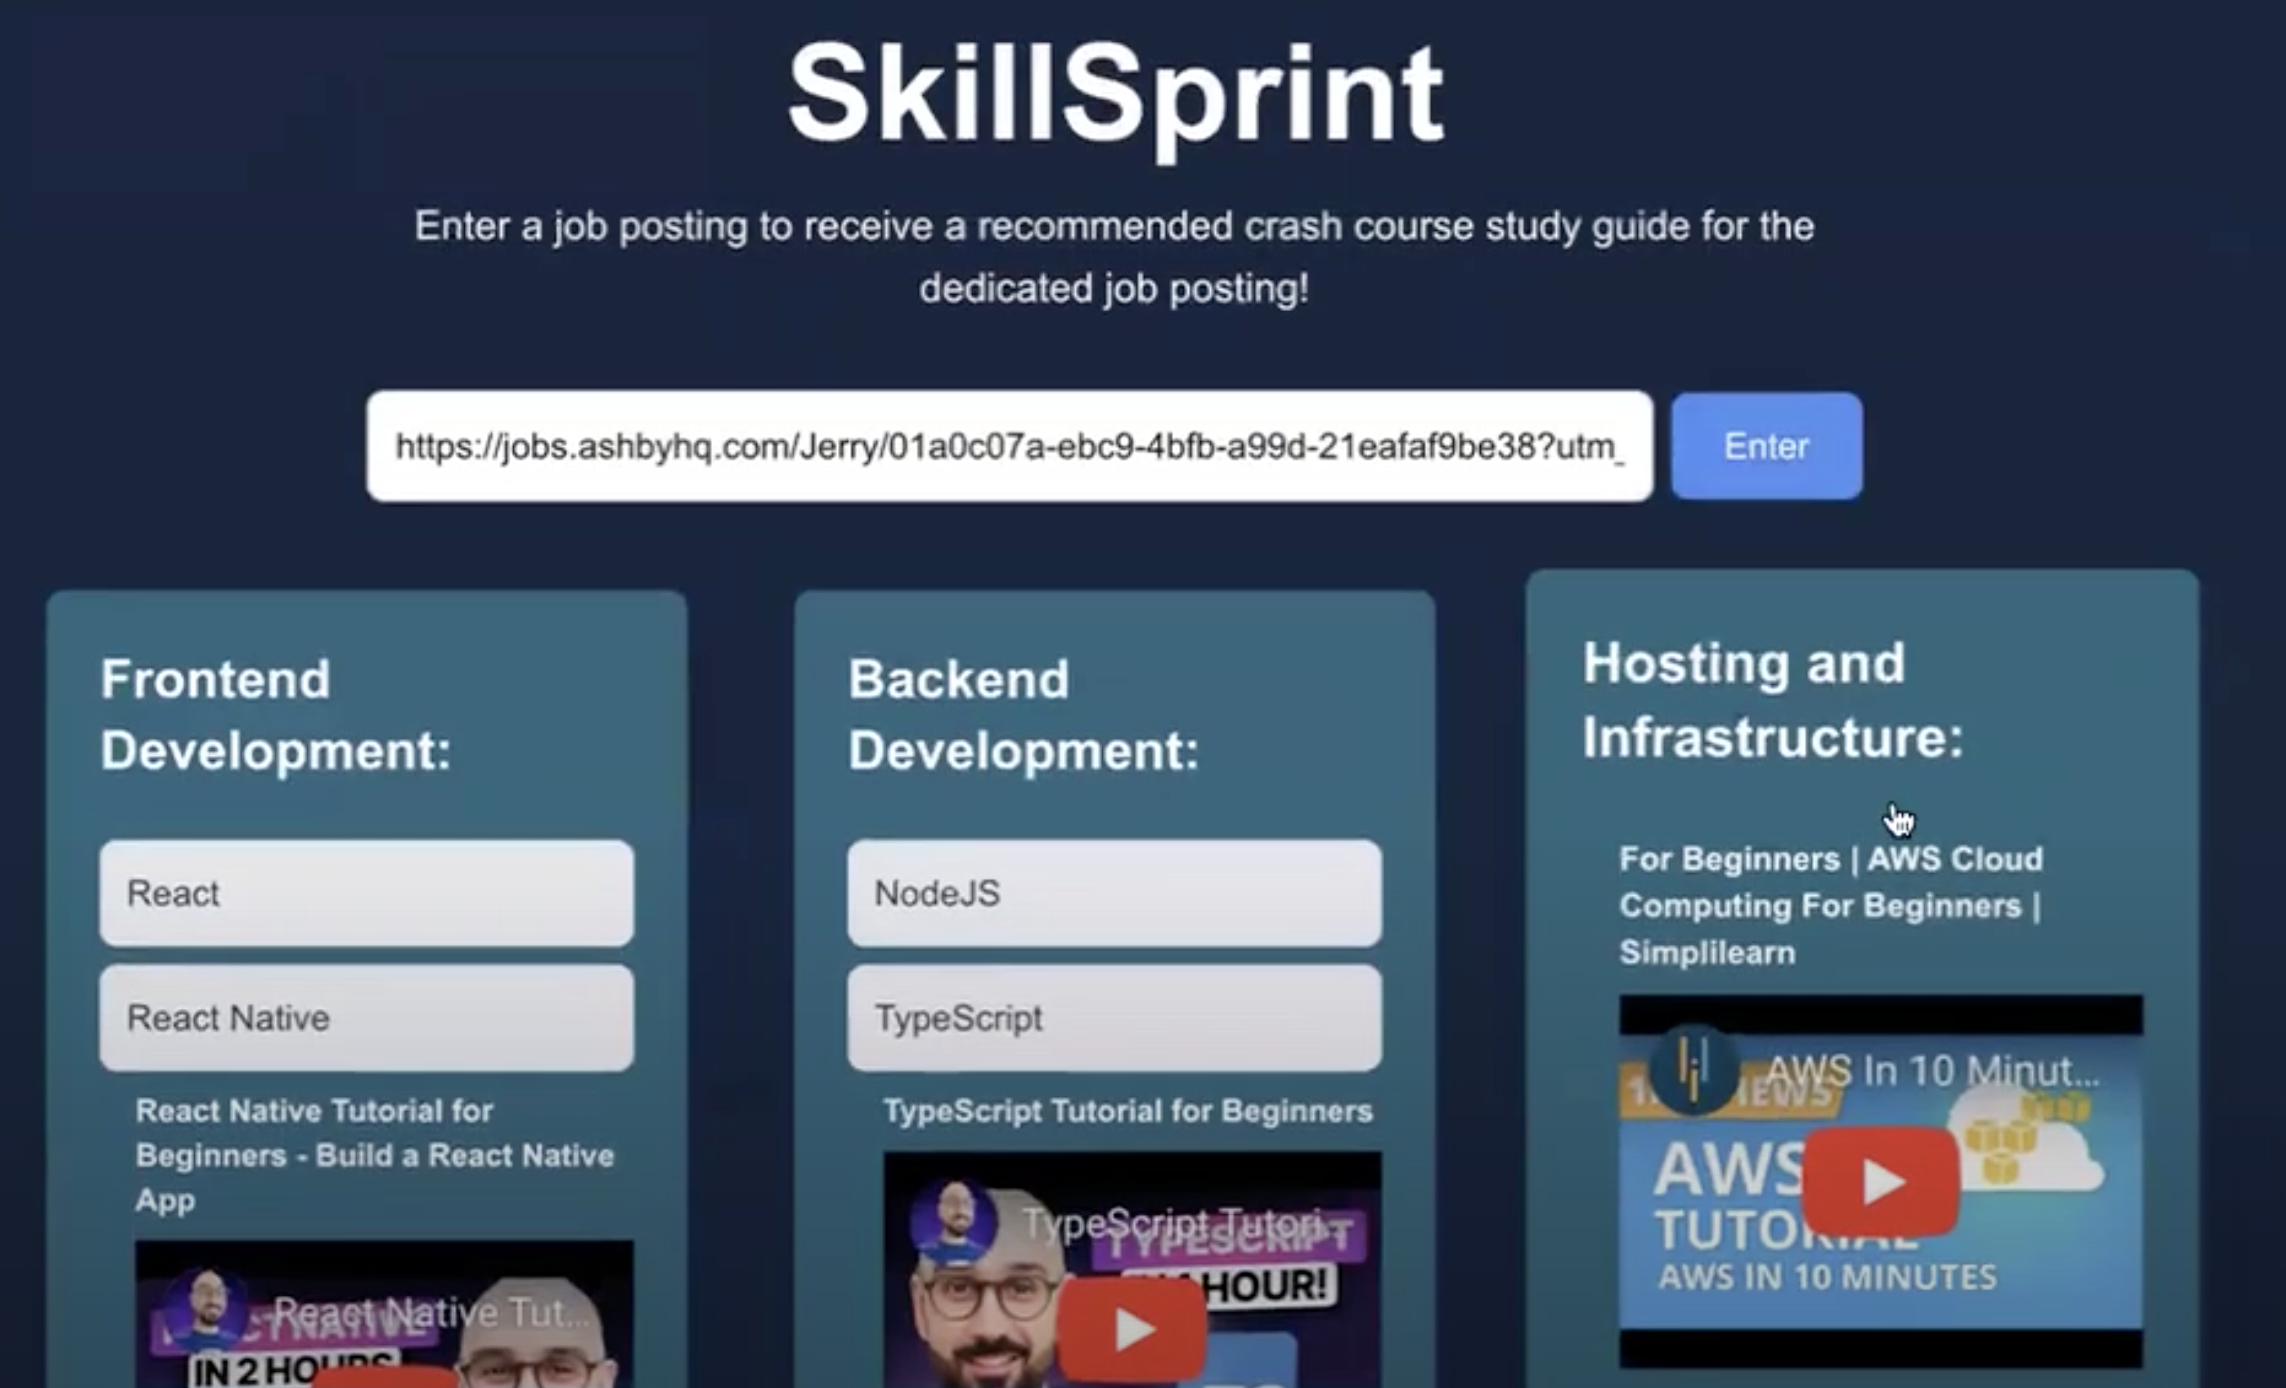 SkillSprint
Enter a job posting to receive a recommended crash course study guide for the
dedicated job posting!
https://jobs.ashbyhq.com/Jerry/01a0c07a-ebc9-4bfb-a99d-21eafaf9be38?utm_
Enter
Frontend
Development:
React
React Native
React Native Tutorial for
Beginners - Build a React Native
App
React Native Tut...
IN 2 HOURS
Backend
Development:
NodeJS
TypeScript
TypeScript Tutorial for Beginners
TypeScript Tutori...
TYPESCRIPT
HOUR!
Hosting and
Infrastructure:
For Beginners | AWS Cloud
Computing For Beginners |
Simplilearn
AWS In 10 Minut...
AWS
TUTORIAL
AWS IN 10 MINUTES